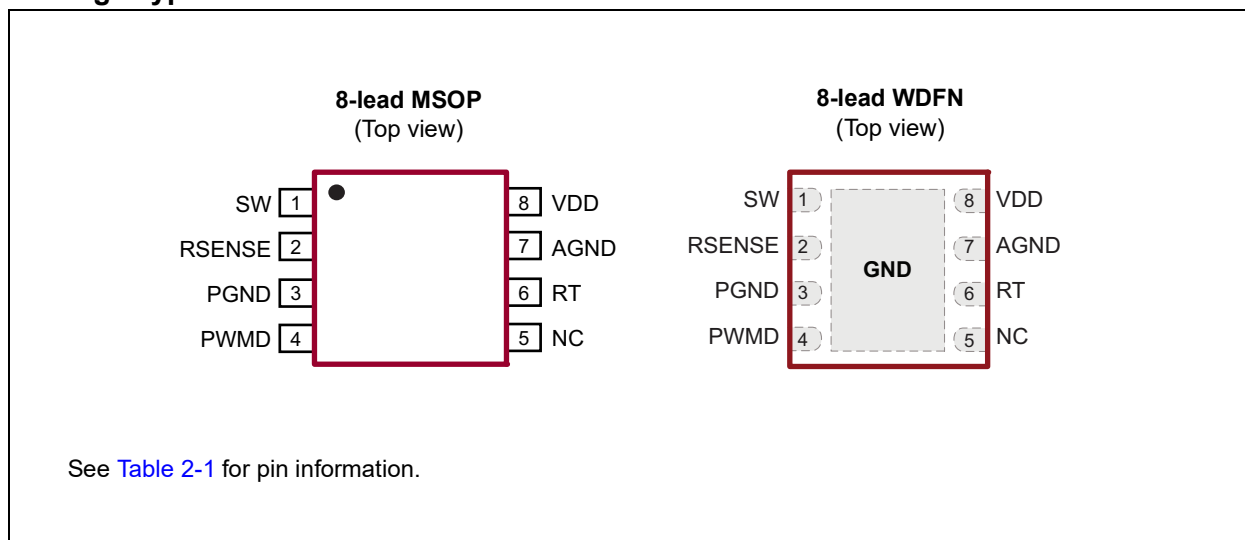 8-lead MSOP
(Top view)
SW 1
RSENSE 2
PGND 3
PWMD 4
8 VDD
7 AGND
6 RT
5 NC
8-lead WDFN
(Top view)
SW 1
RSENSE 2
PGND 3
PWMD 4
GND
8 VDD
7 AGND
6 RT
5 NC
See Table 2-1 for pin information.